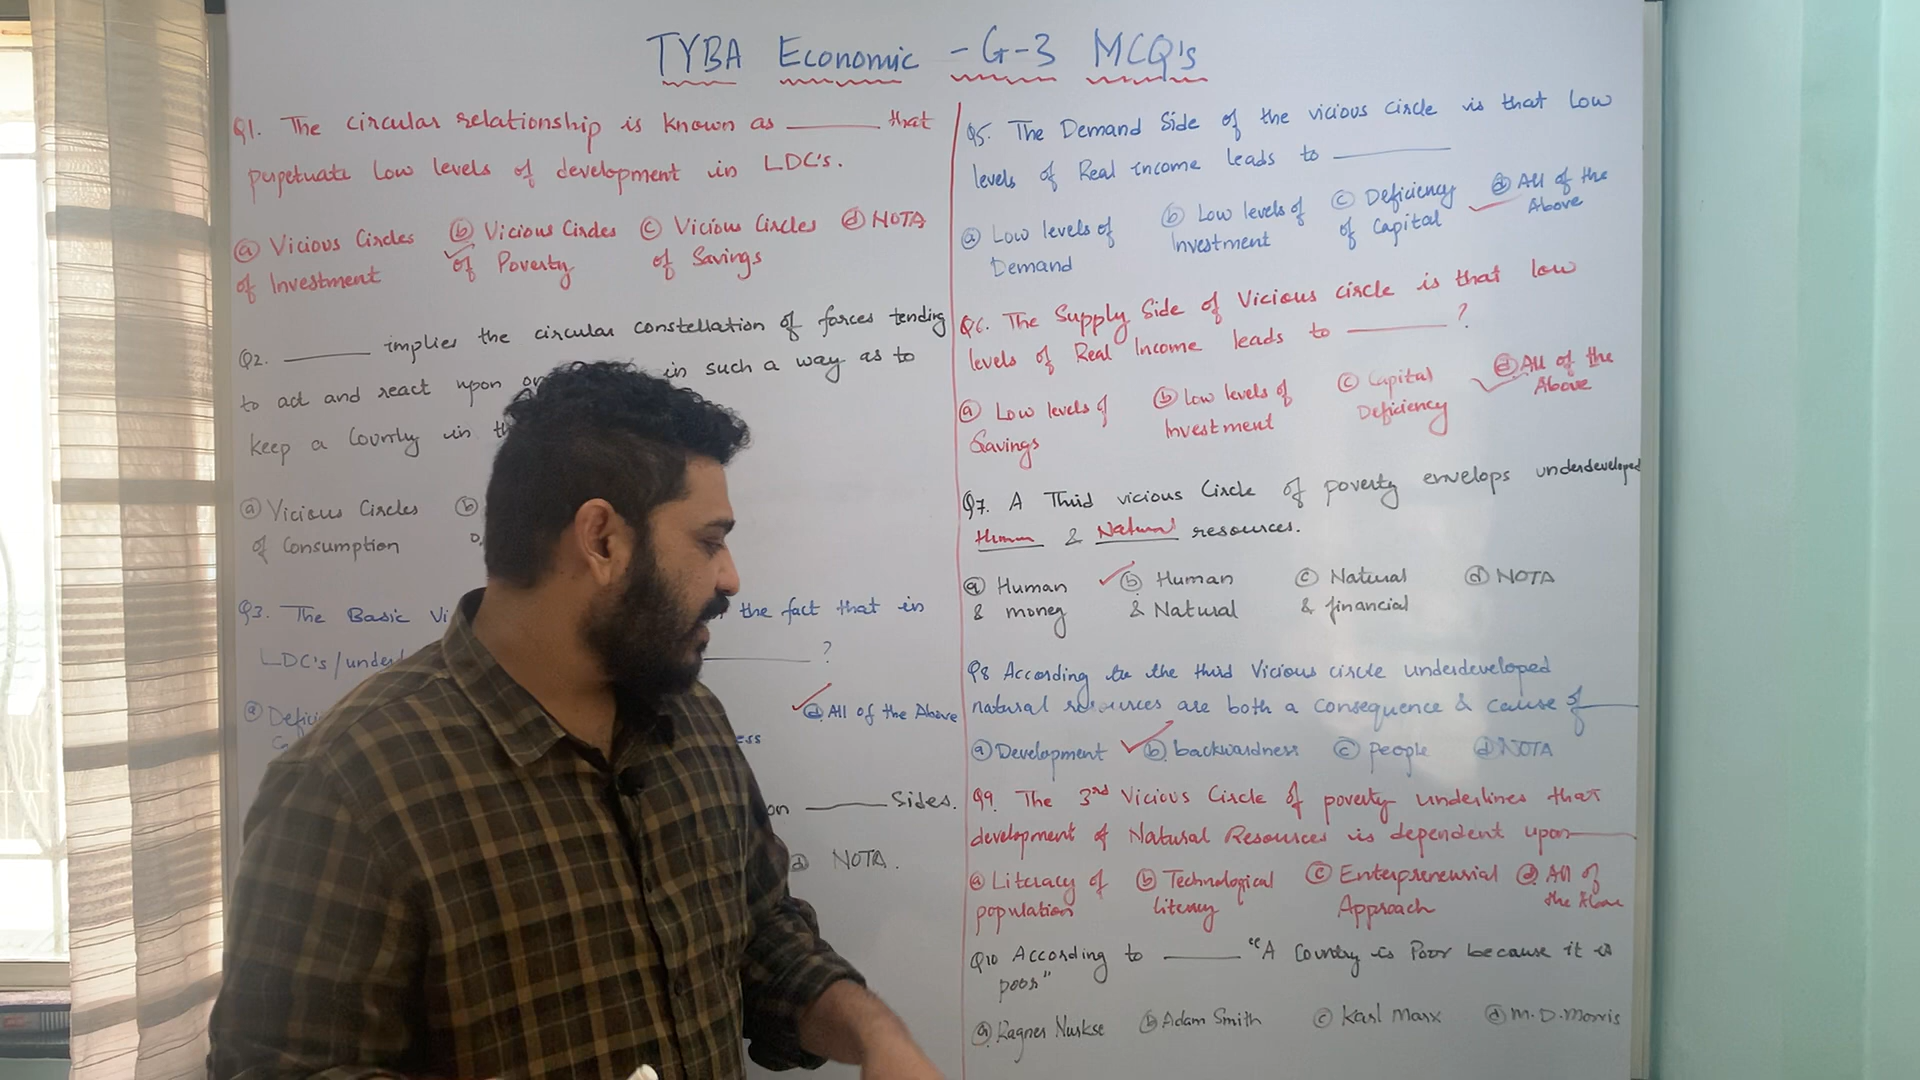 TYBA Economic - G-3 MCQ's
Q1. The circular relationship is known as ______ that
perpetuate Low levels of development in LDC's.
ⓐ Vicious Circles ⓑ Vicious Circles ⓒ Vicious Circles ⓓ NOTA
of Investment of Poverty of Savings
Q2. ______ implies the circular constellation of forces tending
to act and react upon in such a way as to
keep a Country in
ⓐ Vicious Circles ⓑ
of Consumption
Q3. The Basic the fact that in
LDC's / ______ ?
ⓐ ⓓ All of the Above
on ______ Sides.
ⓓ NOTA.
Q5. The Demand Side of the vicious circle is that Low
levels of Real income leads to ______
ⓐ Low levels of ⓑ Low levels of ⓒ Deficiency ⓓ All of the
Demand Investment of Capital Above
Q6. The Supply Side of Vicious circle is that low
levels of Real Income leads to ______ ?
ⓐ Low levels of ⓑ Low levels of ⓒ Capital ⓓ All of the
Savings Investment Deficiency Above
Q7. A Third vicious Circle of poverty envelops underdeveloped
Human & Natural resources.
ⓐ Human ⓑ Human ⓒ Natural ⓓ NOTA
& money & Natural & financial
Q8 According to the third Vicious circle underdeveloped
natural resources are both a consequence & cause of ______
ⓐ Development ⓑ backwardness ⓒ people ⓓ NOTA
Q9. The 3rd Vicious Circle of poverty underlines that
development of Natural Resources is dependent upon ______
ⓐ Literacy of ⓑ Technological ⓒ Enterpreneurial ⓓ All of
population literacy Approach the Above
Q10 According to ______ "A Country is Poor because it is
poor"
ⓐ Ragner Nurkse ⓑ Adam Smith ⓒ Karl Marx ⓓ M.D.Morris